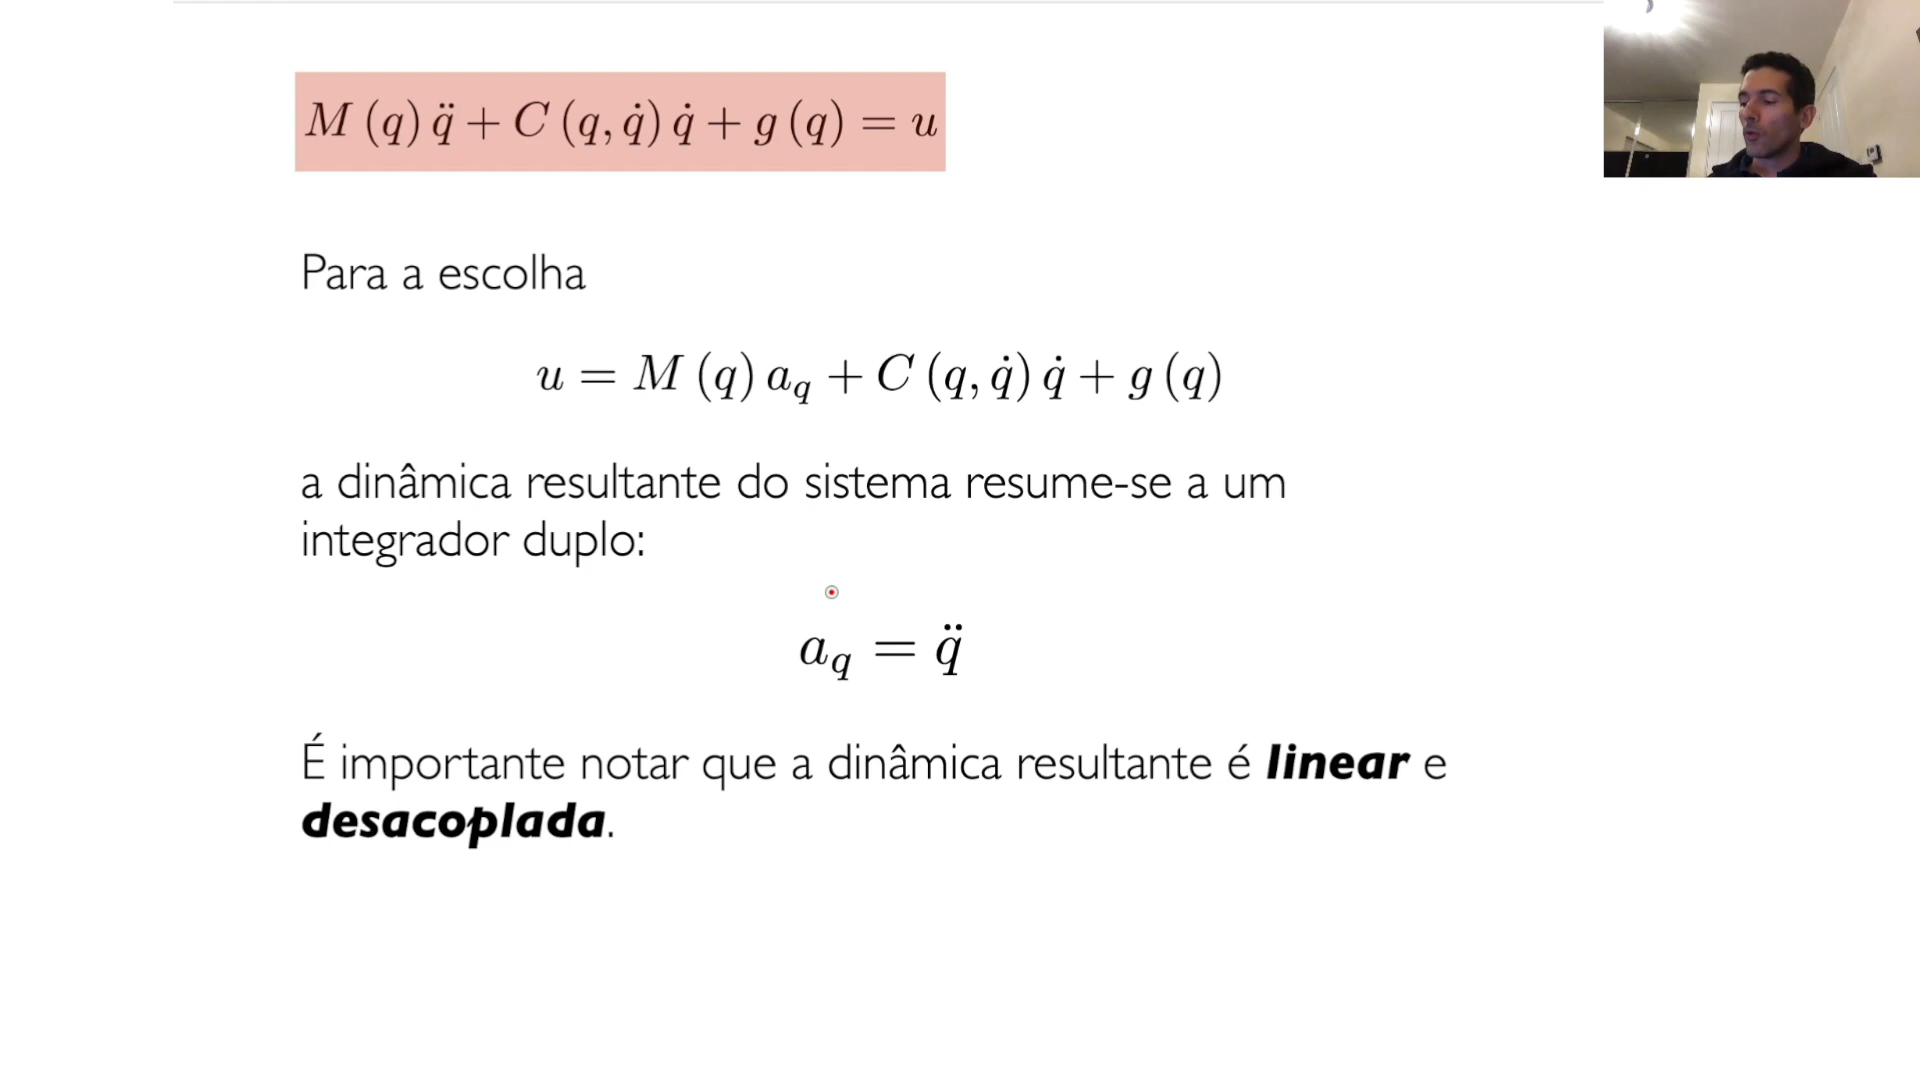 M (q) q̈ + C (q, q̇) q̇ + g (q) = u
Para a escolha
u = M (q) a_q + C (q, q̇) q̇ + g (q)
a dinâmica resultante do sistema resume-se a um
integrador duplo:
a_q = q̈
É importante notar que a dinâmica resultante é linear e
desacoplada.